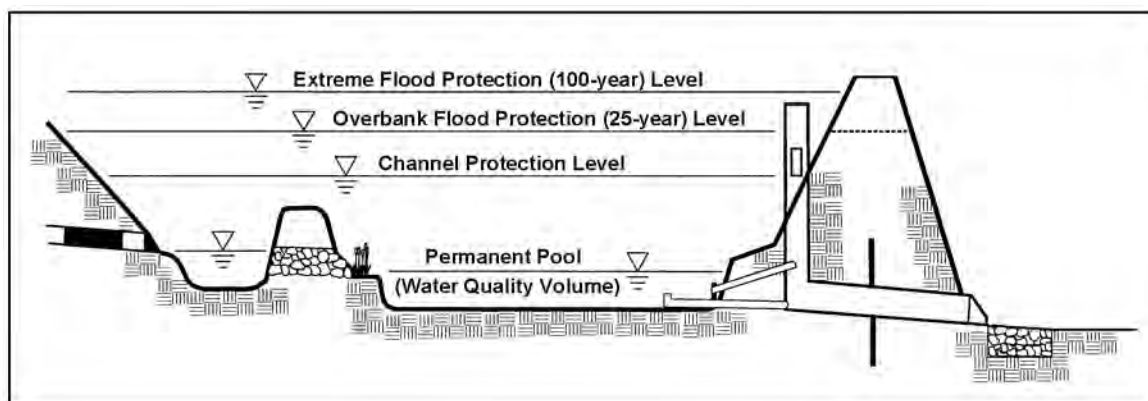 Extreme Flood Protection (100-year) Level
Overbank Flood Protection (25-year) Level
Channel Protection Level
Permanent Pool
(Water Quality Volume)